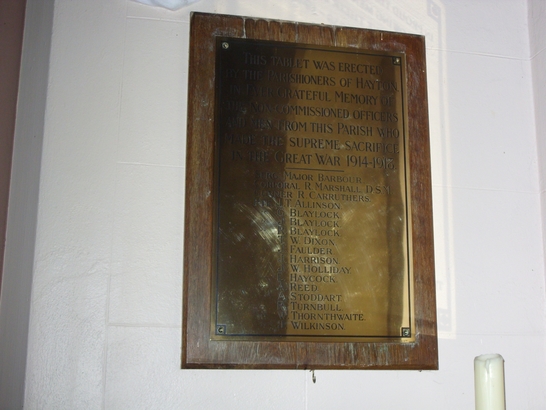 THIS TABLET WAS ERECTED
BY THE PARISHIONERS OF HAYTON
GRATEFUL MEMORY OF
COMMISSIONED OFFICERS
FROM THIS PARISH WHO
MADE THE SUPREME SACRIFICE
IN THE GREAT WAR 1914-1918.
MAJOR BARBOUR
R. MARSHALL. D.S.
R. CARRUTHERS
T. ALLINSON.
BLAYLOCK.
BLAYLOCK.
BLAYLOCK.
W. DIXON.
FAULDER.
HARRISON.
W. HOLLIDAY.
HAYCOCK.
REED.
STODDART.
TURNBULL.
THORNTHWAITE.
WILKINSON.